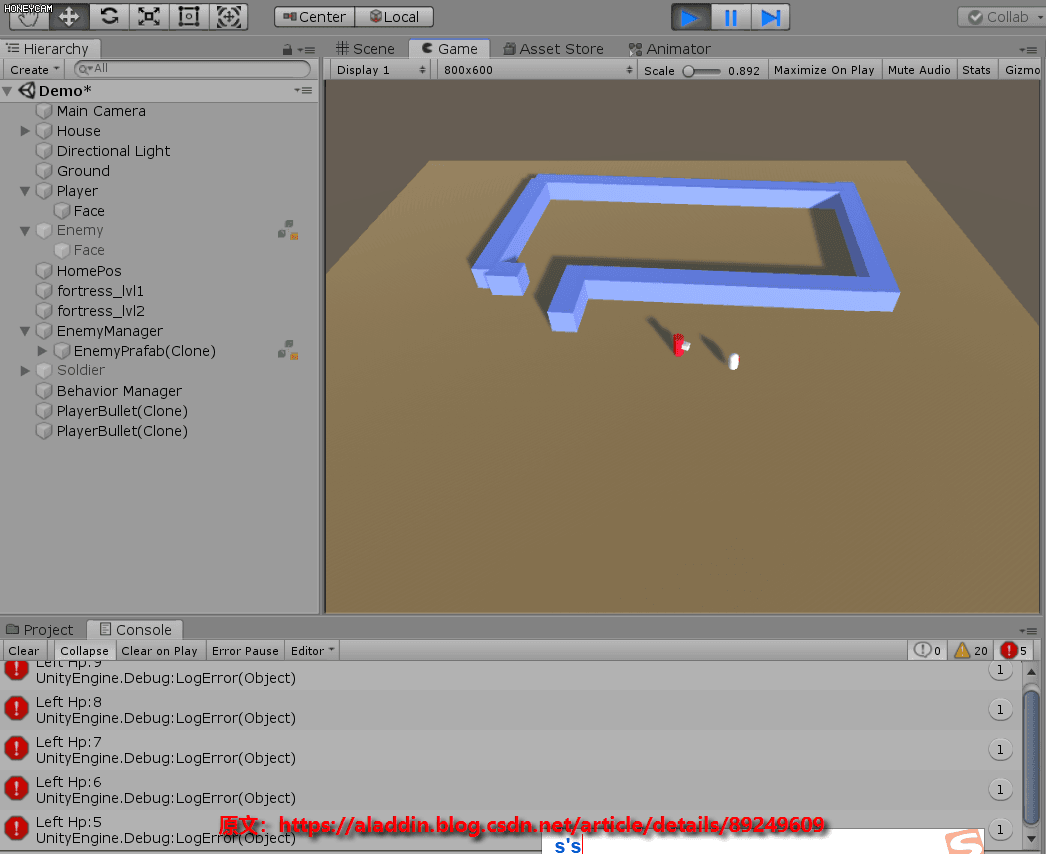 HONEYCAM
Center Local Collab
Hierarchy Scene Game Asset Store Animator
Create All Display 1 800x600 Scale 0.892 Maximize On Play Mute Audio Stats Gizmo
Demo*
Main Camera
House
Directional Light
Ground
Player
Face
Enemy
Face
HomePos
fortress_lvl1
fortress_lvl2
EnemyManager
EnemyPrafab(Clone)
Soldier
Behavior Manager
PlayerBullet(Clone)
PlayerBullet(Clone)
Project Console
Clear Collapse Clear on Play Error Pause Editor 0 20 5
Left Hp:9 1
UnityEngine.Debug:LogError(Object)
Left Hp:8
UnityEngine.Debug:LogError(Object) 1
Left Hp:7
UnityEngine.Debug:LogError(Object) 1
Left Hp:6
UnityEngine.Debug:LogError(Object) 1
Left Hp:5
UnityEngine.Debug:LogError(Object) 1
原文：https://aladdin.blog.csdn.net/article/details/89249609
s's